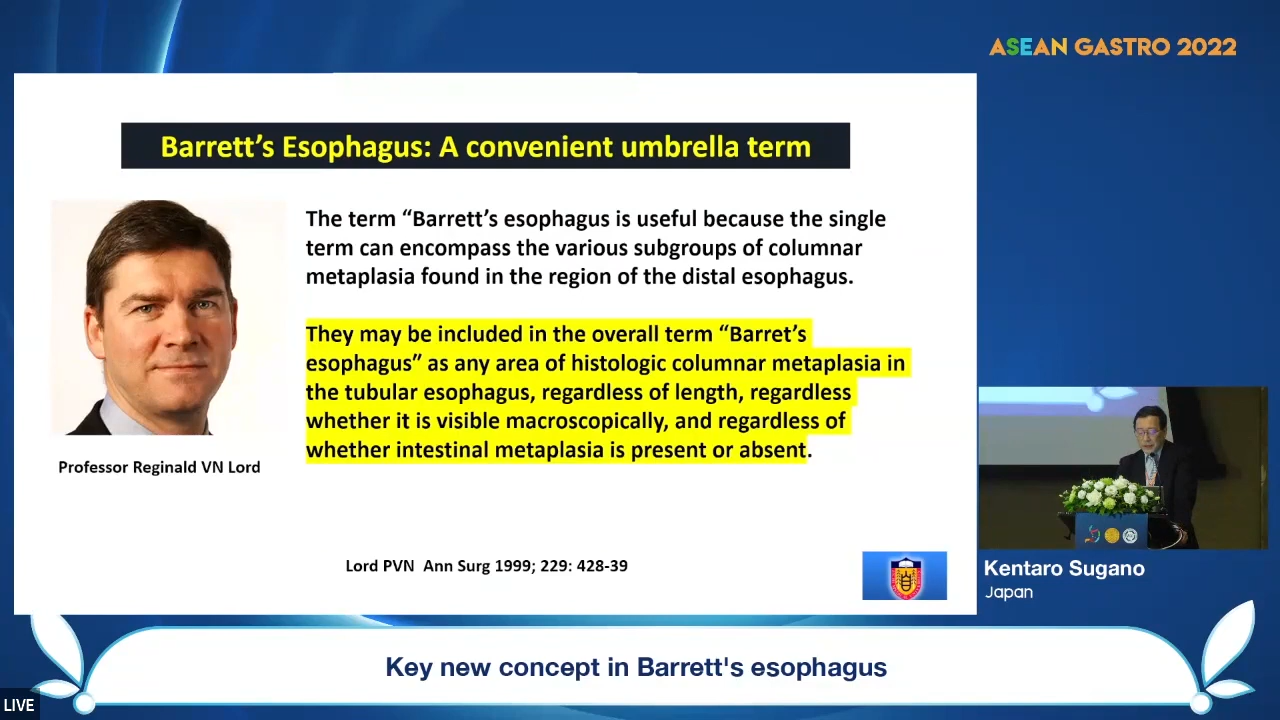 ASEAN GASTRO 2022
Barrett's Esophagus: A convenient umbrella term
The term “Barrett's esophagus is useful because the single
term can encompass the various subgroups of columnar
metaplasia found in the region of the distal esophagus.
They may be included in the overall term “Barret's
esophagus” as any area of histologic columnar metaplasia in
the tubular esophagus, regardless of length, regardless
whether it is visible macroscopically, and regardless of
whether intestinal metaplasia is present or absent.
Professor Reginald VN Lord
Lord PVN Ann Surg 1999; 229: 428-39
Kentaro Sugano
Japan
Key new concept in Barrett's esophagus
LIVE